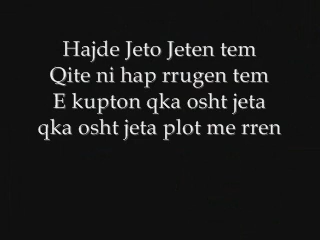 Hajde Jeto Jeten tem
Qite ni hap rrugen tem
E kupton qka osht jeta
qka osht jeta plot me rren